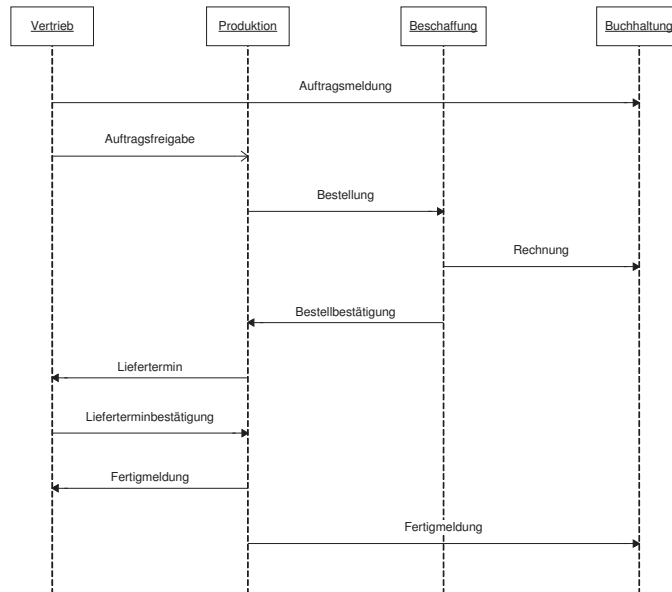 Vertrieb
Produktion
Beschaffung
Buchhaltung
Auftragsmeldung
Auftragsfreigabe
Bestellung
Rechnung
Bestellbestätigung
Liefertermin
Lieferterminbestätigung
Fertigmeldung
Fertigmeldung